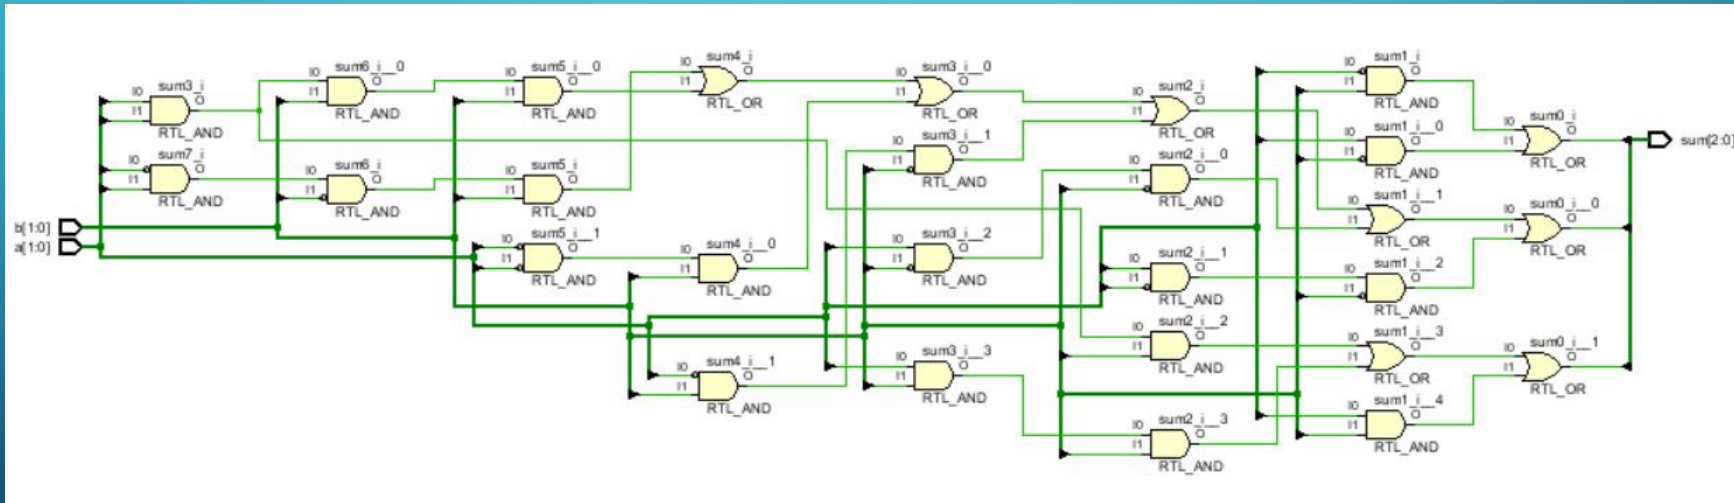 b[1:0]
a[1:0]
sum3_i
I0
I1
O
RTL_AND
sum7_i
I0
I1
O
RTL_AND
sum6_i__0
I0
I1
O
RTL_AND
sum6_i
I0
I1
O
RTL_AND
sum5_i__0
I0
I1
O
RTL_AND
sum5_i
I0
I1
O
RTL_AND
sum5_i__1
I0
I1
O
RTL_AND
sum4_i
I0
I1
O
RTL_OR
sum4_i__0
I0
I1
O
RTL_AND
sum4_i__1
I0
I1
O
RTL_AND
sum3_i__0
I0
I1
O
RTL_OR
sum3_i__1
I0
I1
O
RTL_AND
sum3_i__2
I0
I1
O
RTL_AND
sum3_i__3
I0
I1
O
RTL_AND
sum2_i
I0
I1
O
RTL_OR
sum2_i__0
I0
I1
O
RTL_AND
sum2_i__1
I0
I1
O
RTL_AND
sum2_i__2
I0
I1
O
RTL_AND
sum2_i__3
I0
I1
O
RTL_AND
sum1_i
I0
I1
O
RTL_AND
sum1_i__0
I0
I1
O
RTL_AND
sum1_i__1
I0
I1
O
RTL_OR
sum1_i__2
I0
I1
O
RTL_AND
sum1_i__3
I0
I1
O
RTL_OR
sum1_i__4
I0
I1
O
RTL_AND
sum0_i
I0
I1
O
RTL_OR
sum0_i__0
I0
I1
O
RTL_OR
sum0_i__1
I0
I1
O
RTL_OR
sum[2:0]